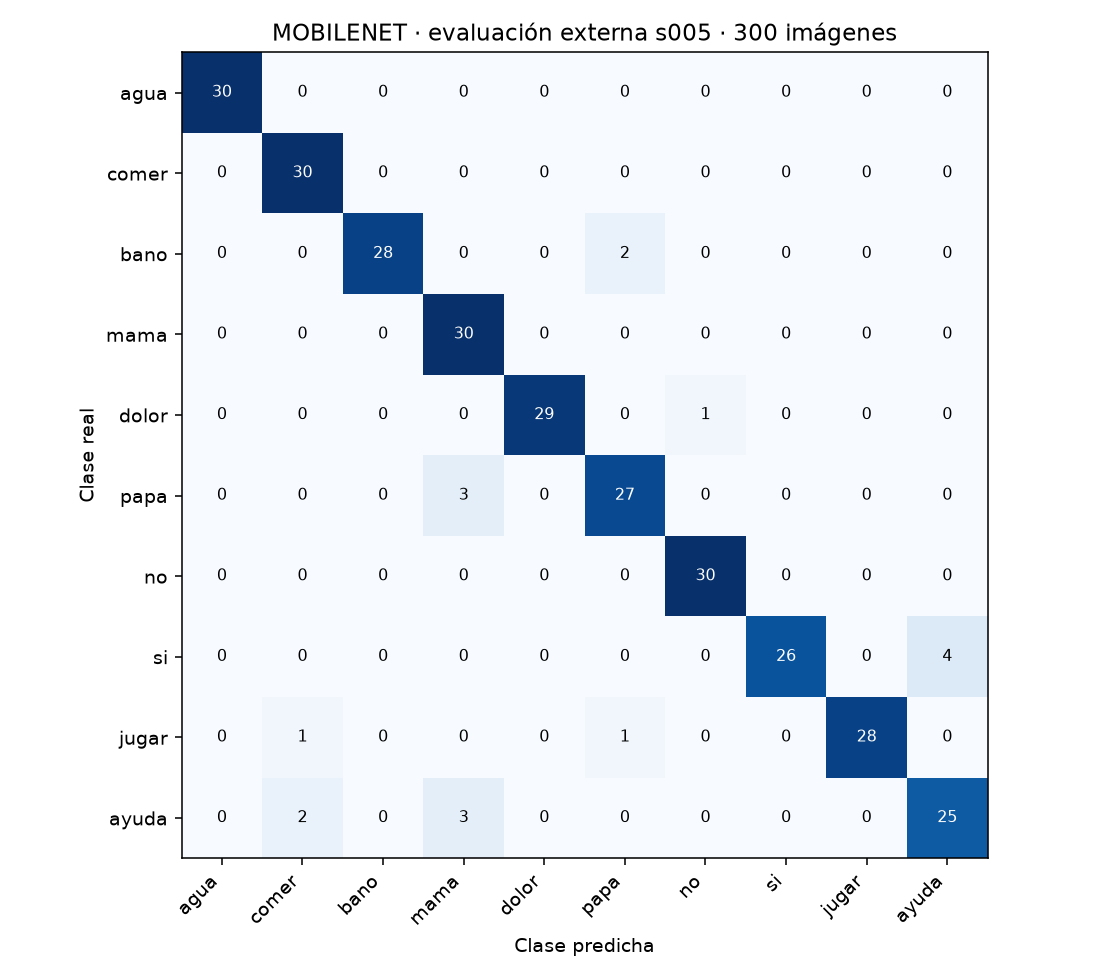 MOBILENET · evaluación externa s005 · 300 imágenes
Clase real
agua 30 0 0 0 0 0 0 0 0 0
comer 0 30 0 0 0 0 0 0 0 0
bano 0 0 28 0 0 2 0 0 0 0
mama 0 0 0 30 0 0 0 0 0 0
dolor 0 0 0 0 29 0 1 0 0 0
papa 0 0 0 3 0 27 0 0 0 0
no 0 0 0 0 0 0 30 0 0 0
si 0 0 0 0 0 0 0 26 0 4
jugar 0 1 0 0 0 1 0 0 28 0
ayuda 0 2 0 3 0 0 0 0 0 25
agua comer bano mama dolor papa no si jugar ayuda
Clase predicha